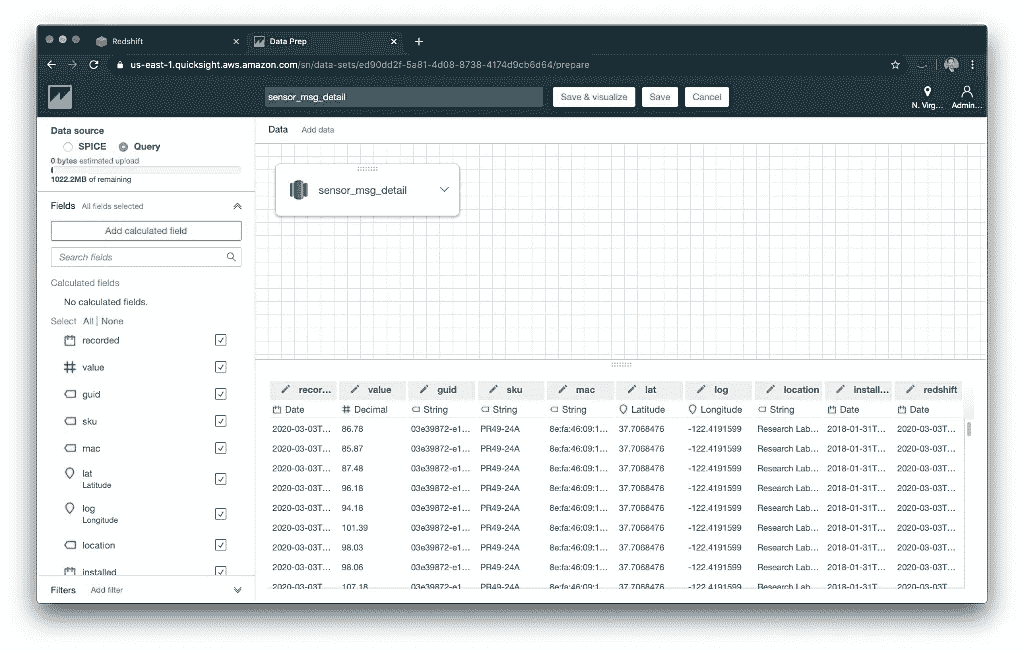 Redshift
Data Prep
us-east-1.quicksight.aws.amazon.com/sn/data-sets/ed90dd2f-5a81-4d08-8738-4174d9cb6d64/prepare
sensor_msg_detail Save & visualize Save Cancel N. Virg... Admin...
Data source
SPICE Query
0 bytes estimated upload
1022.2MB of remaining
Fields All fields selected
Add calculated field
Search fields
Calculated fields
No calculated fields.
Select All | None
recorded
value
guid
sku
mac
lat
Latitude
log
Longitude
location
installed
Filters Add filter
Data Add data
sensor_msg_detail
recor... value guid sku mac lat log location install... redshift
Date Decimal String String String Latitude Longitude String Date Date
2020-03-03T... 86.78 03e39872-e1... PR49-24A 8e:fa:46:09:1... 37.7068476 -122.4191599 Research Lab... 2018-01-31T... 2020-03-03T...
2020-03-03T... 85.87 03e39872-e1... PR49-24A 8e:fa:46:09:1... 37.7068476 -122.4191599 Research Lab... 2018-01-31T... 2020-03-03T...
2020-03-03T... 87.48 03e39872-e1... PR49-24A 8e:fa:46:09:1... 37.7068476 -122.4191599 Research Lab... 2018-01-31T... 2020-03-03T...
2020-03-03T... 96.18 03e39872-e1... PR49-24A 8e:fa:46:09:1... 37.7068476 -122.4191599 Research Lab... 2018-01-31T... 2020-03-03T...
2020-03-03T... 94.18 03e39872-e1... PR49-24A 8e:fa:46:09:1... 37.7068476 -122.4191599 Research Lab... 2018-01-31T... 2020-03-03T...
2020-03-03T... 101.39 03e39872-e1... PR49-24A 8e:fa:46:09:1... 37.7068476 -122.4191599 Research Lab... 2018-01-31T... 2020-03-03T...
2020-03-03T... 98.03 03e39872-e1... PR49-24A 8e:fa:46:09:1... 37.7068476 -122.4191599 Research Lab... 2018-01-31T... 2020-03-03T...
2020-03-03T... 98.06 03e39872-e1... PR49-24A 8e:fa:46:09:1... 37.7068476 -122.4191599 Research Lab... 2018-01-31T... 2020-03-03T...
2020-03-03T... 107.18 03e39872-e1... PR49-24A 8e:fa:46:09:1... 37.7068476 -122.4191599 Research Lab... 2018-01-31T... 2020-03-03T...